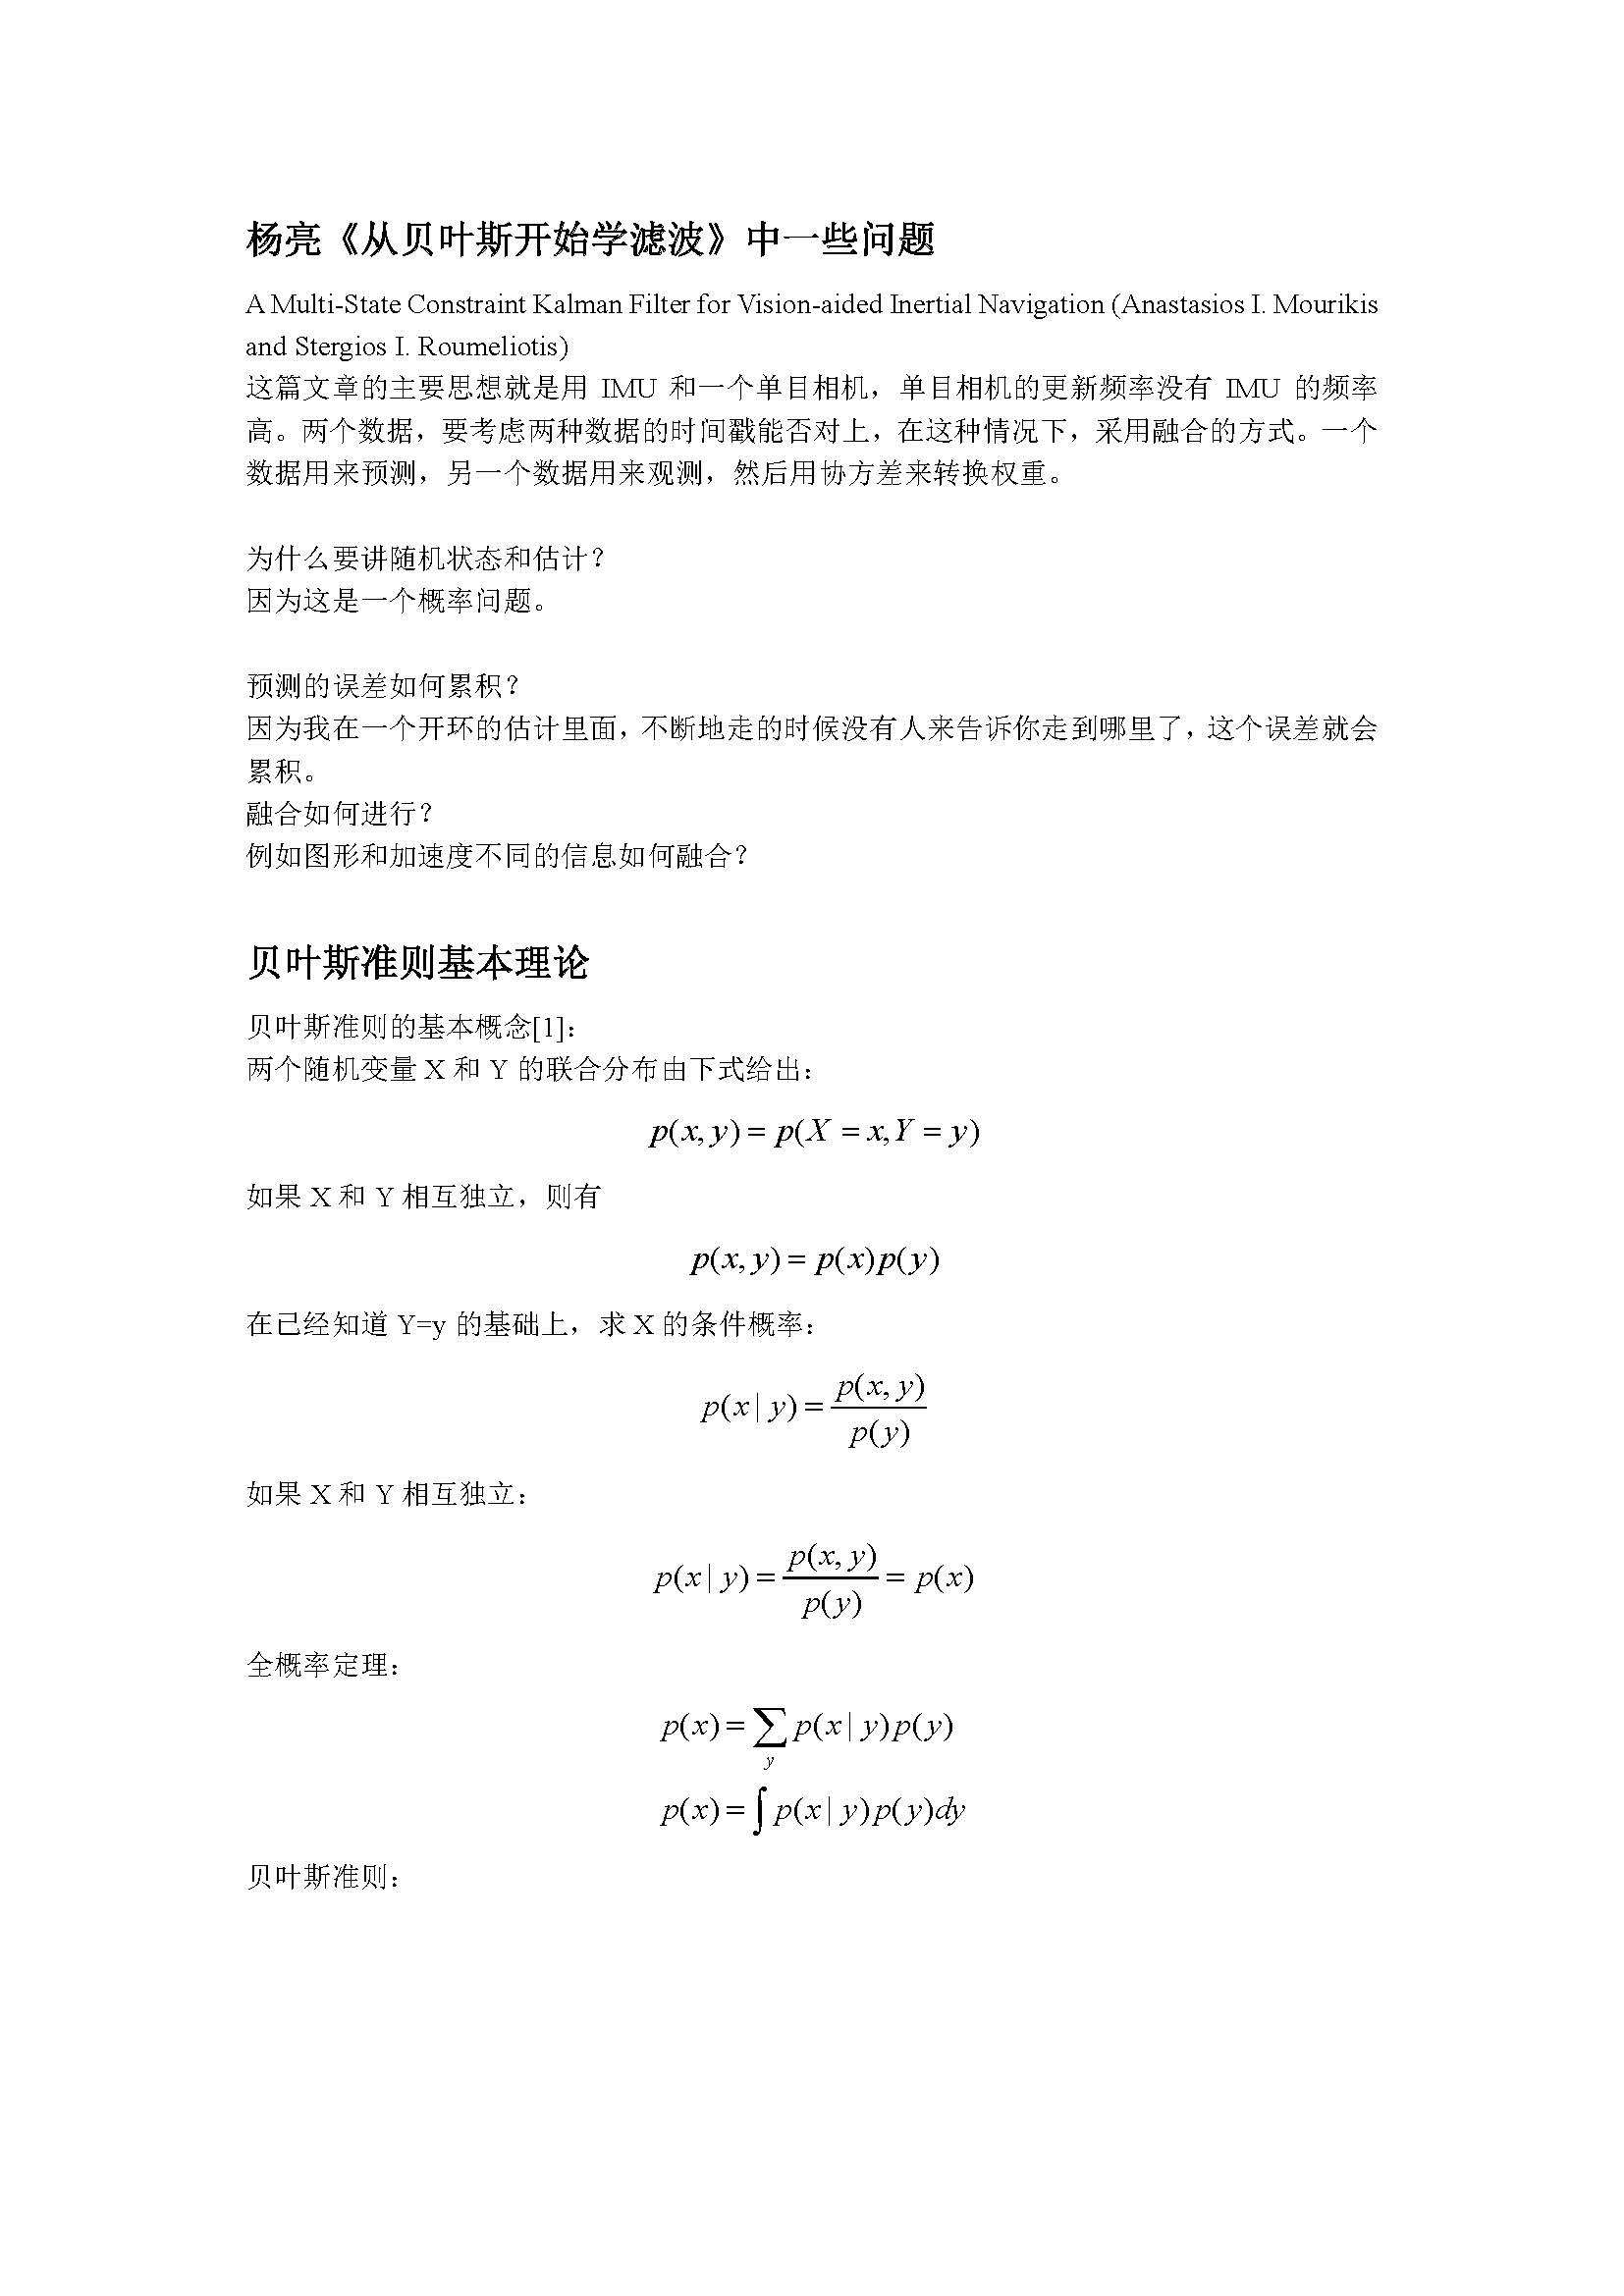 杨亮《从贝叶斯开始学滤波》中一些问题
A Multi-State Constraint Kalman Filter for Vision-aided Inertial Navigation (Anastasios I. Mourikis
and Stergios I. Roumeliotis)
这篇文章的主要思想就是用 IMU 和一个单目相机，单目相机的更新频率没有 IMU 的频率
高。两个数据，要考虑两种数据的时间戳能否对上，在这种情况下，采用融合的方式。一个
数据用来预测，另一个数据用来观测，然后用协方差来转换权重。
为什么要讲随机状态和估计？
因为这是一个概率问题。
预测的误差如何累积？
因为我在一个开环的估计里面，不断地走的时候没有人来告诉你走到哪里了，这个误差就会
累积。
融合如何进行？
例如图形和加速度不同的信息如何融合？
贝叶斯准则基本理论
贝叶斯准则的基本概念[1]：
两个随机变量 X 和 Y 的联合分布由下式给出：
p(x, y) = p(X = x, Y = y)
如果 X 和 Y 相互独立，则有
p(x, y) = p(x)p(y)
在已经知道 Y=y 的基础上，求 X 的条件概率：
p(x | y) = p(x, y) / p(y)
如果 X 和 Y 相互独立：
p(x | y) = p(x, y) / p(y) = p(x)
全概率定理：
p(x) = ∑_y p(x | y)p(y)
p(x) = ∫ p(x | y)p(y)dy
贝叶斯准则：